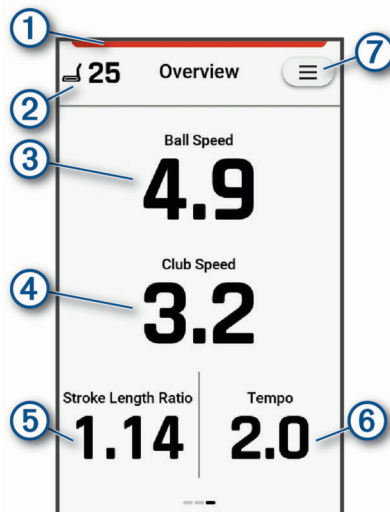 1
25 Overview 7
2
Ball Speed
3 4.9
Club Speed
4 3.2
Stroke Length Ratio Tempo
5 1.14 2.0 6